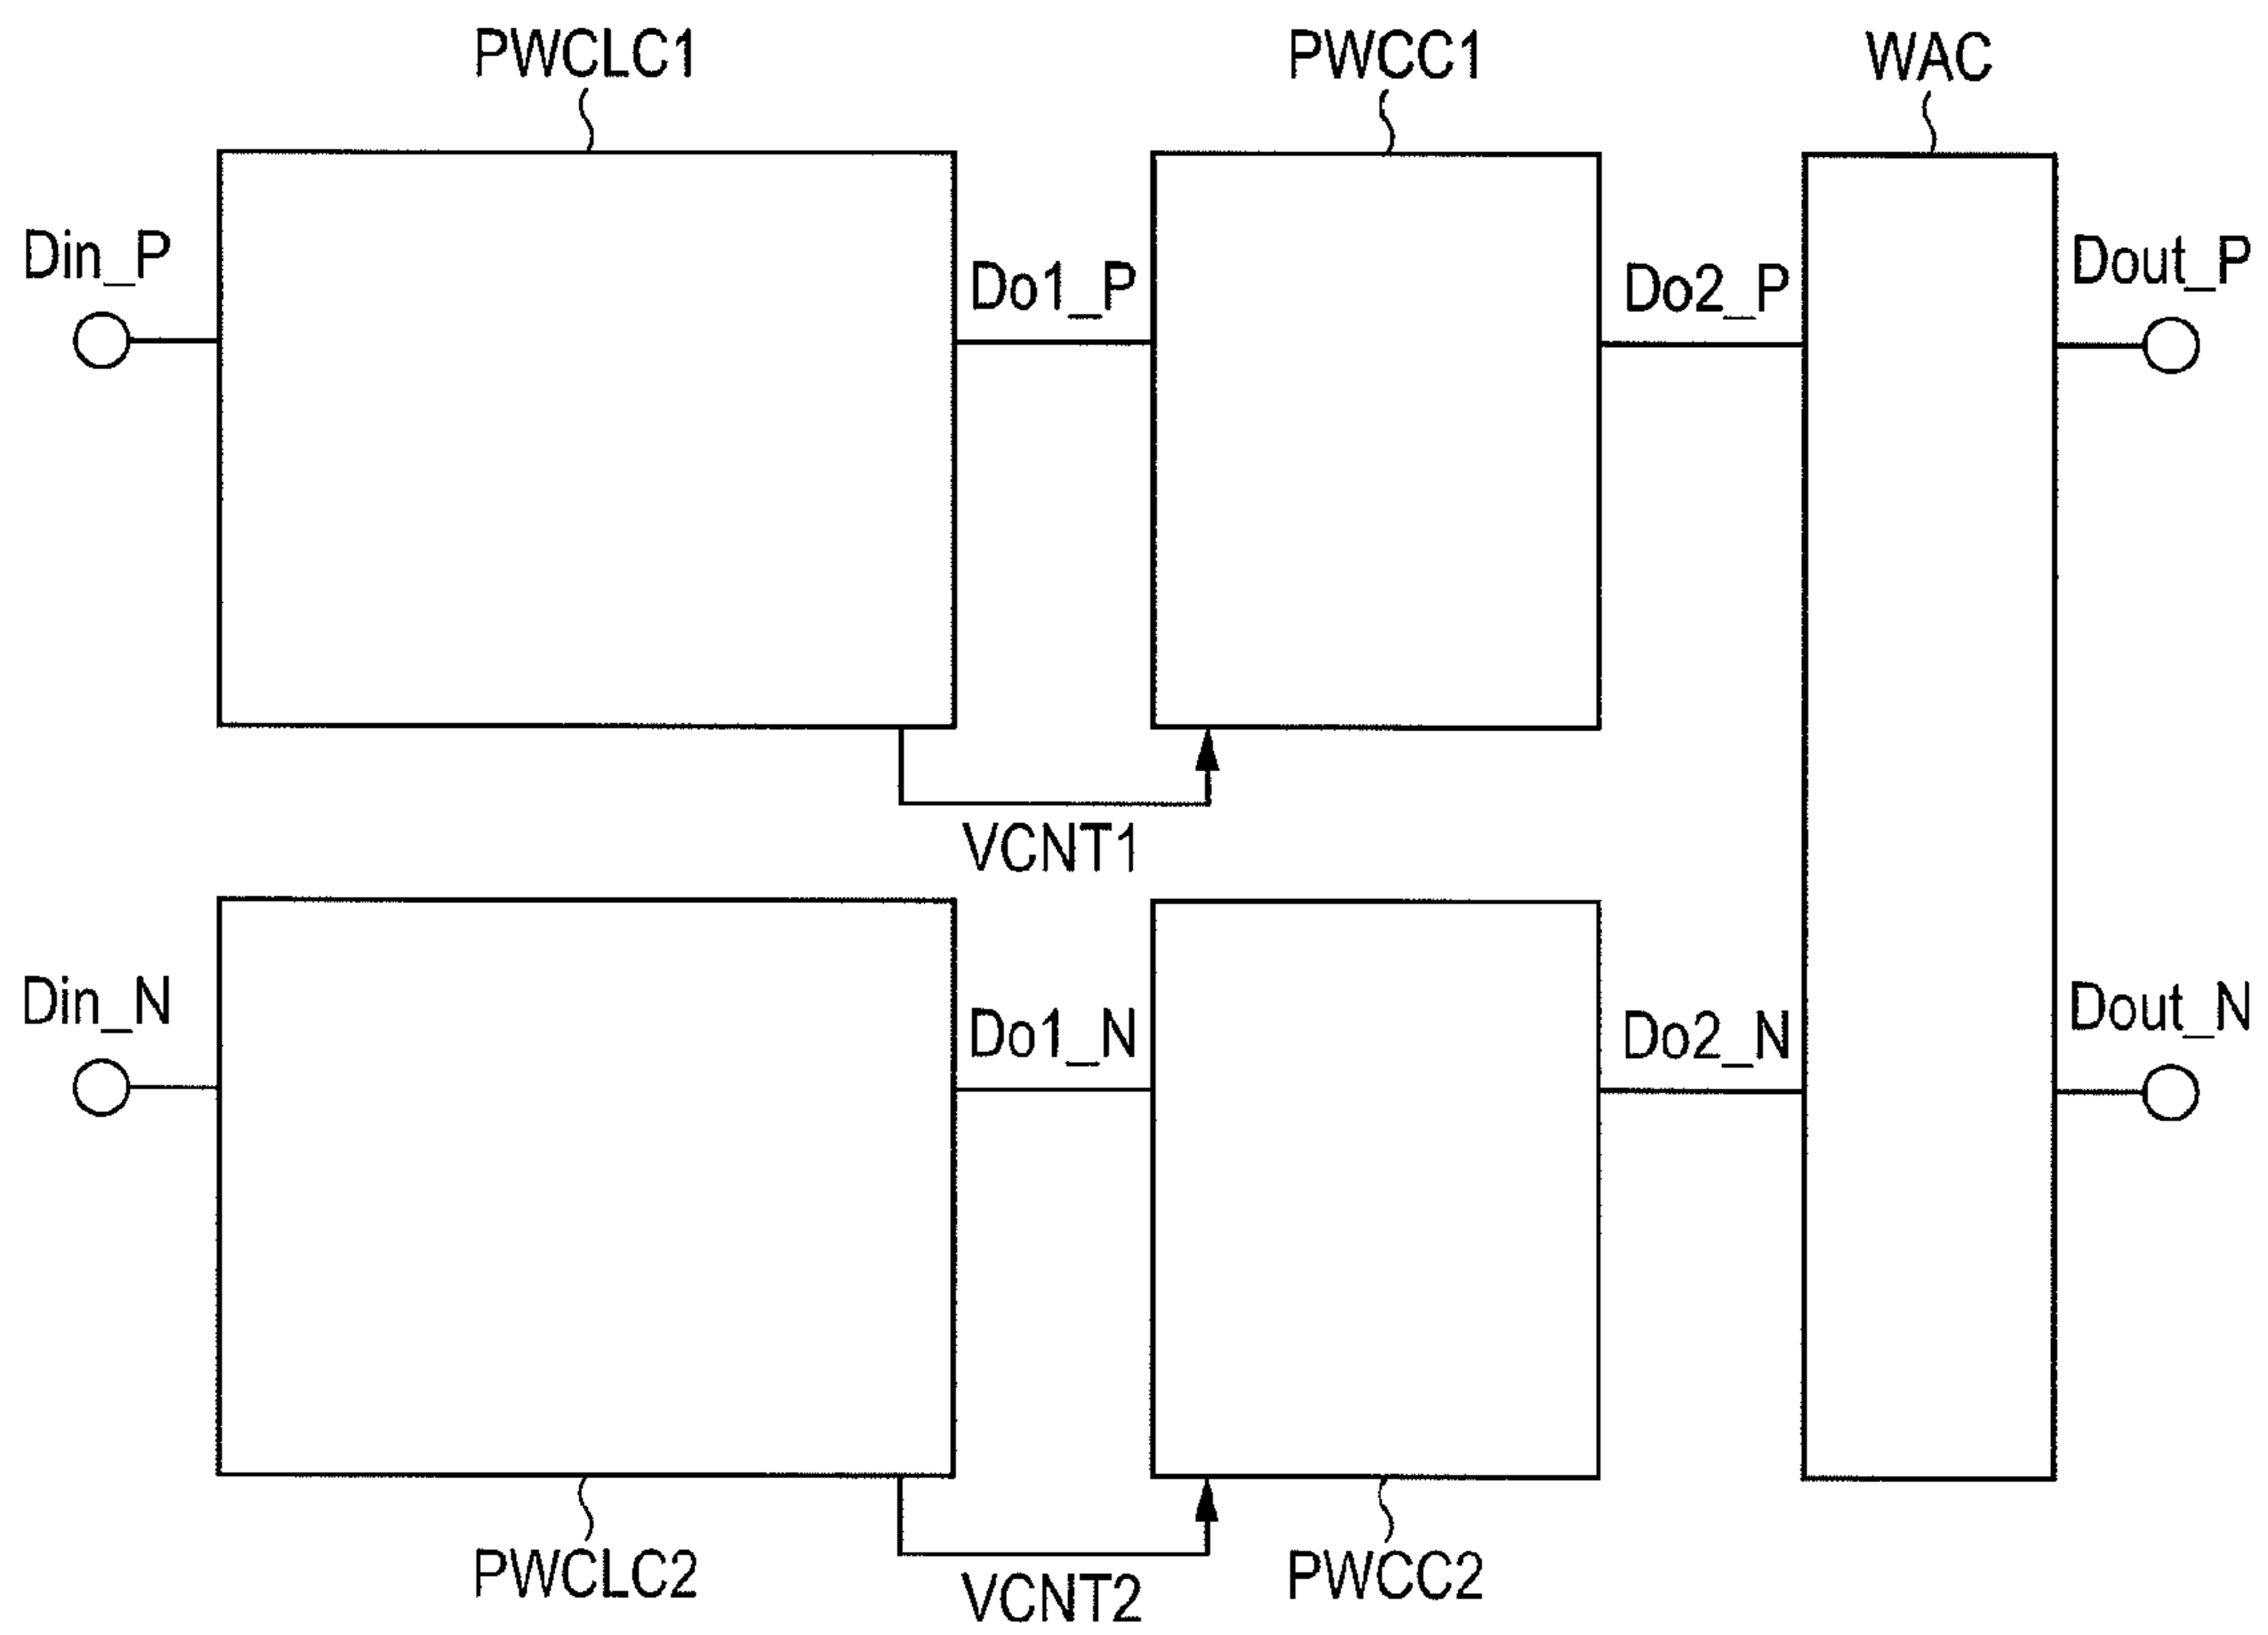 PWCLC1
PWCC1
WAC
Din_P
Do1_P
Do2_P
Dout_P
VCNT1
Din_N
Do1_N
Do2_N
Dout_N
PWCLC2
VCNT2
PWCC2